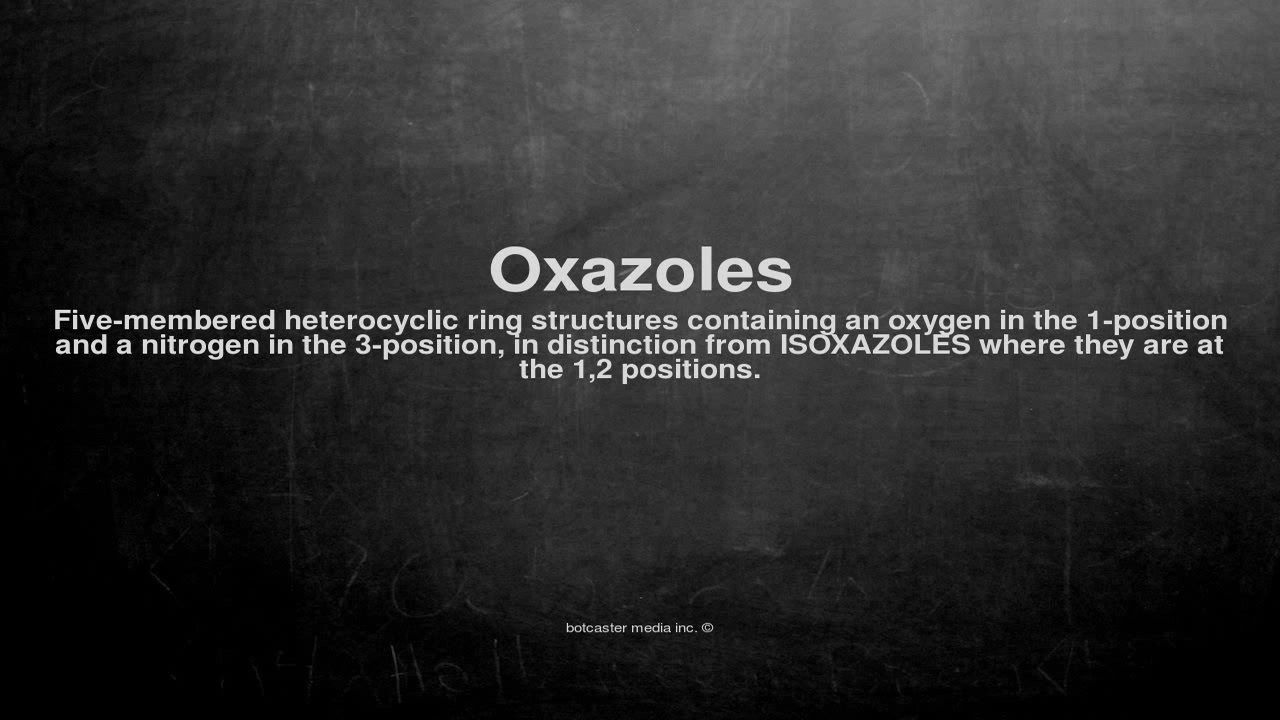 Oxazoles
Five-membered heterocyclic ring structures containing an oxygen in the 1-position
and a nitrogen in the 3-position, in distinction from ISOXAZOLES where they are at
the 1,2 positions.
botcaster media inc. ©